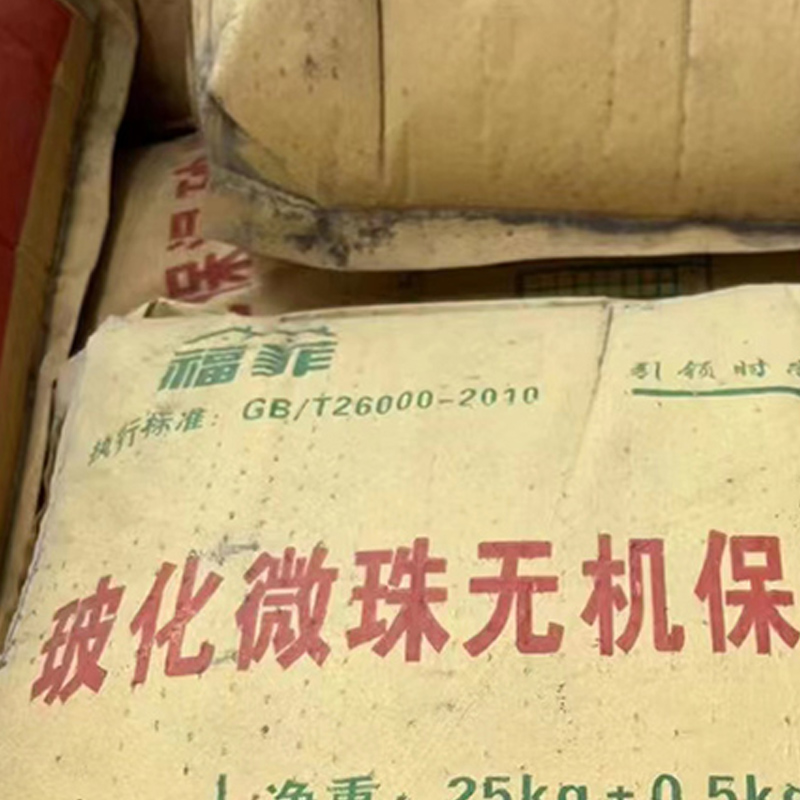 福菲
执行标准：GB/T26000-2010
引领时
玻化微珠无机保
净重：25kg±0.5kg